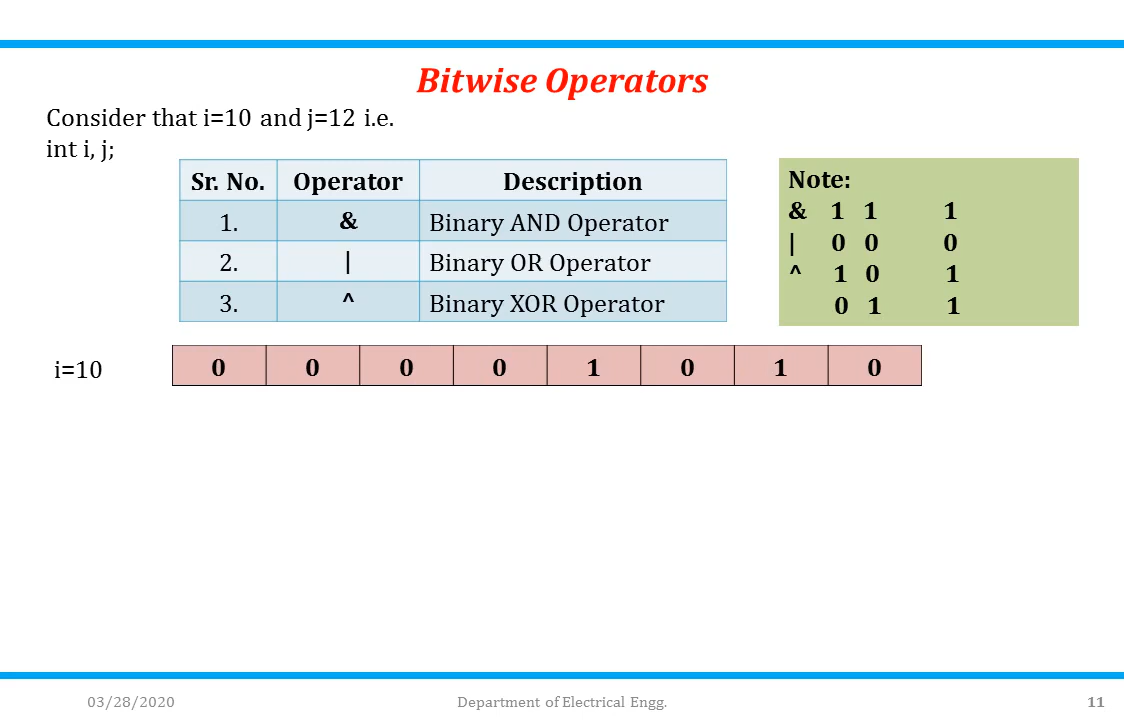 Bitwise Operators
Consider that i=10 and j=12 i.e.
int i, j;
Sr. No. Operator Description
1. & Binary AND Operator
2. | Binary OR Operator
3. ^ Binary XOR Operator
Note:
& 1 1 1
| 0 0 0
^ 1 0 1
0 1 1
i=10 0 0 0 0 1 0 1 0
03/28/2020 Department of Electrical Engg. 11